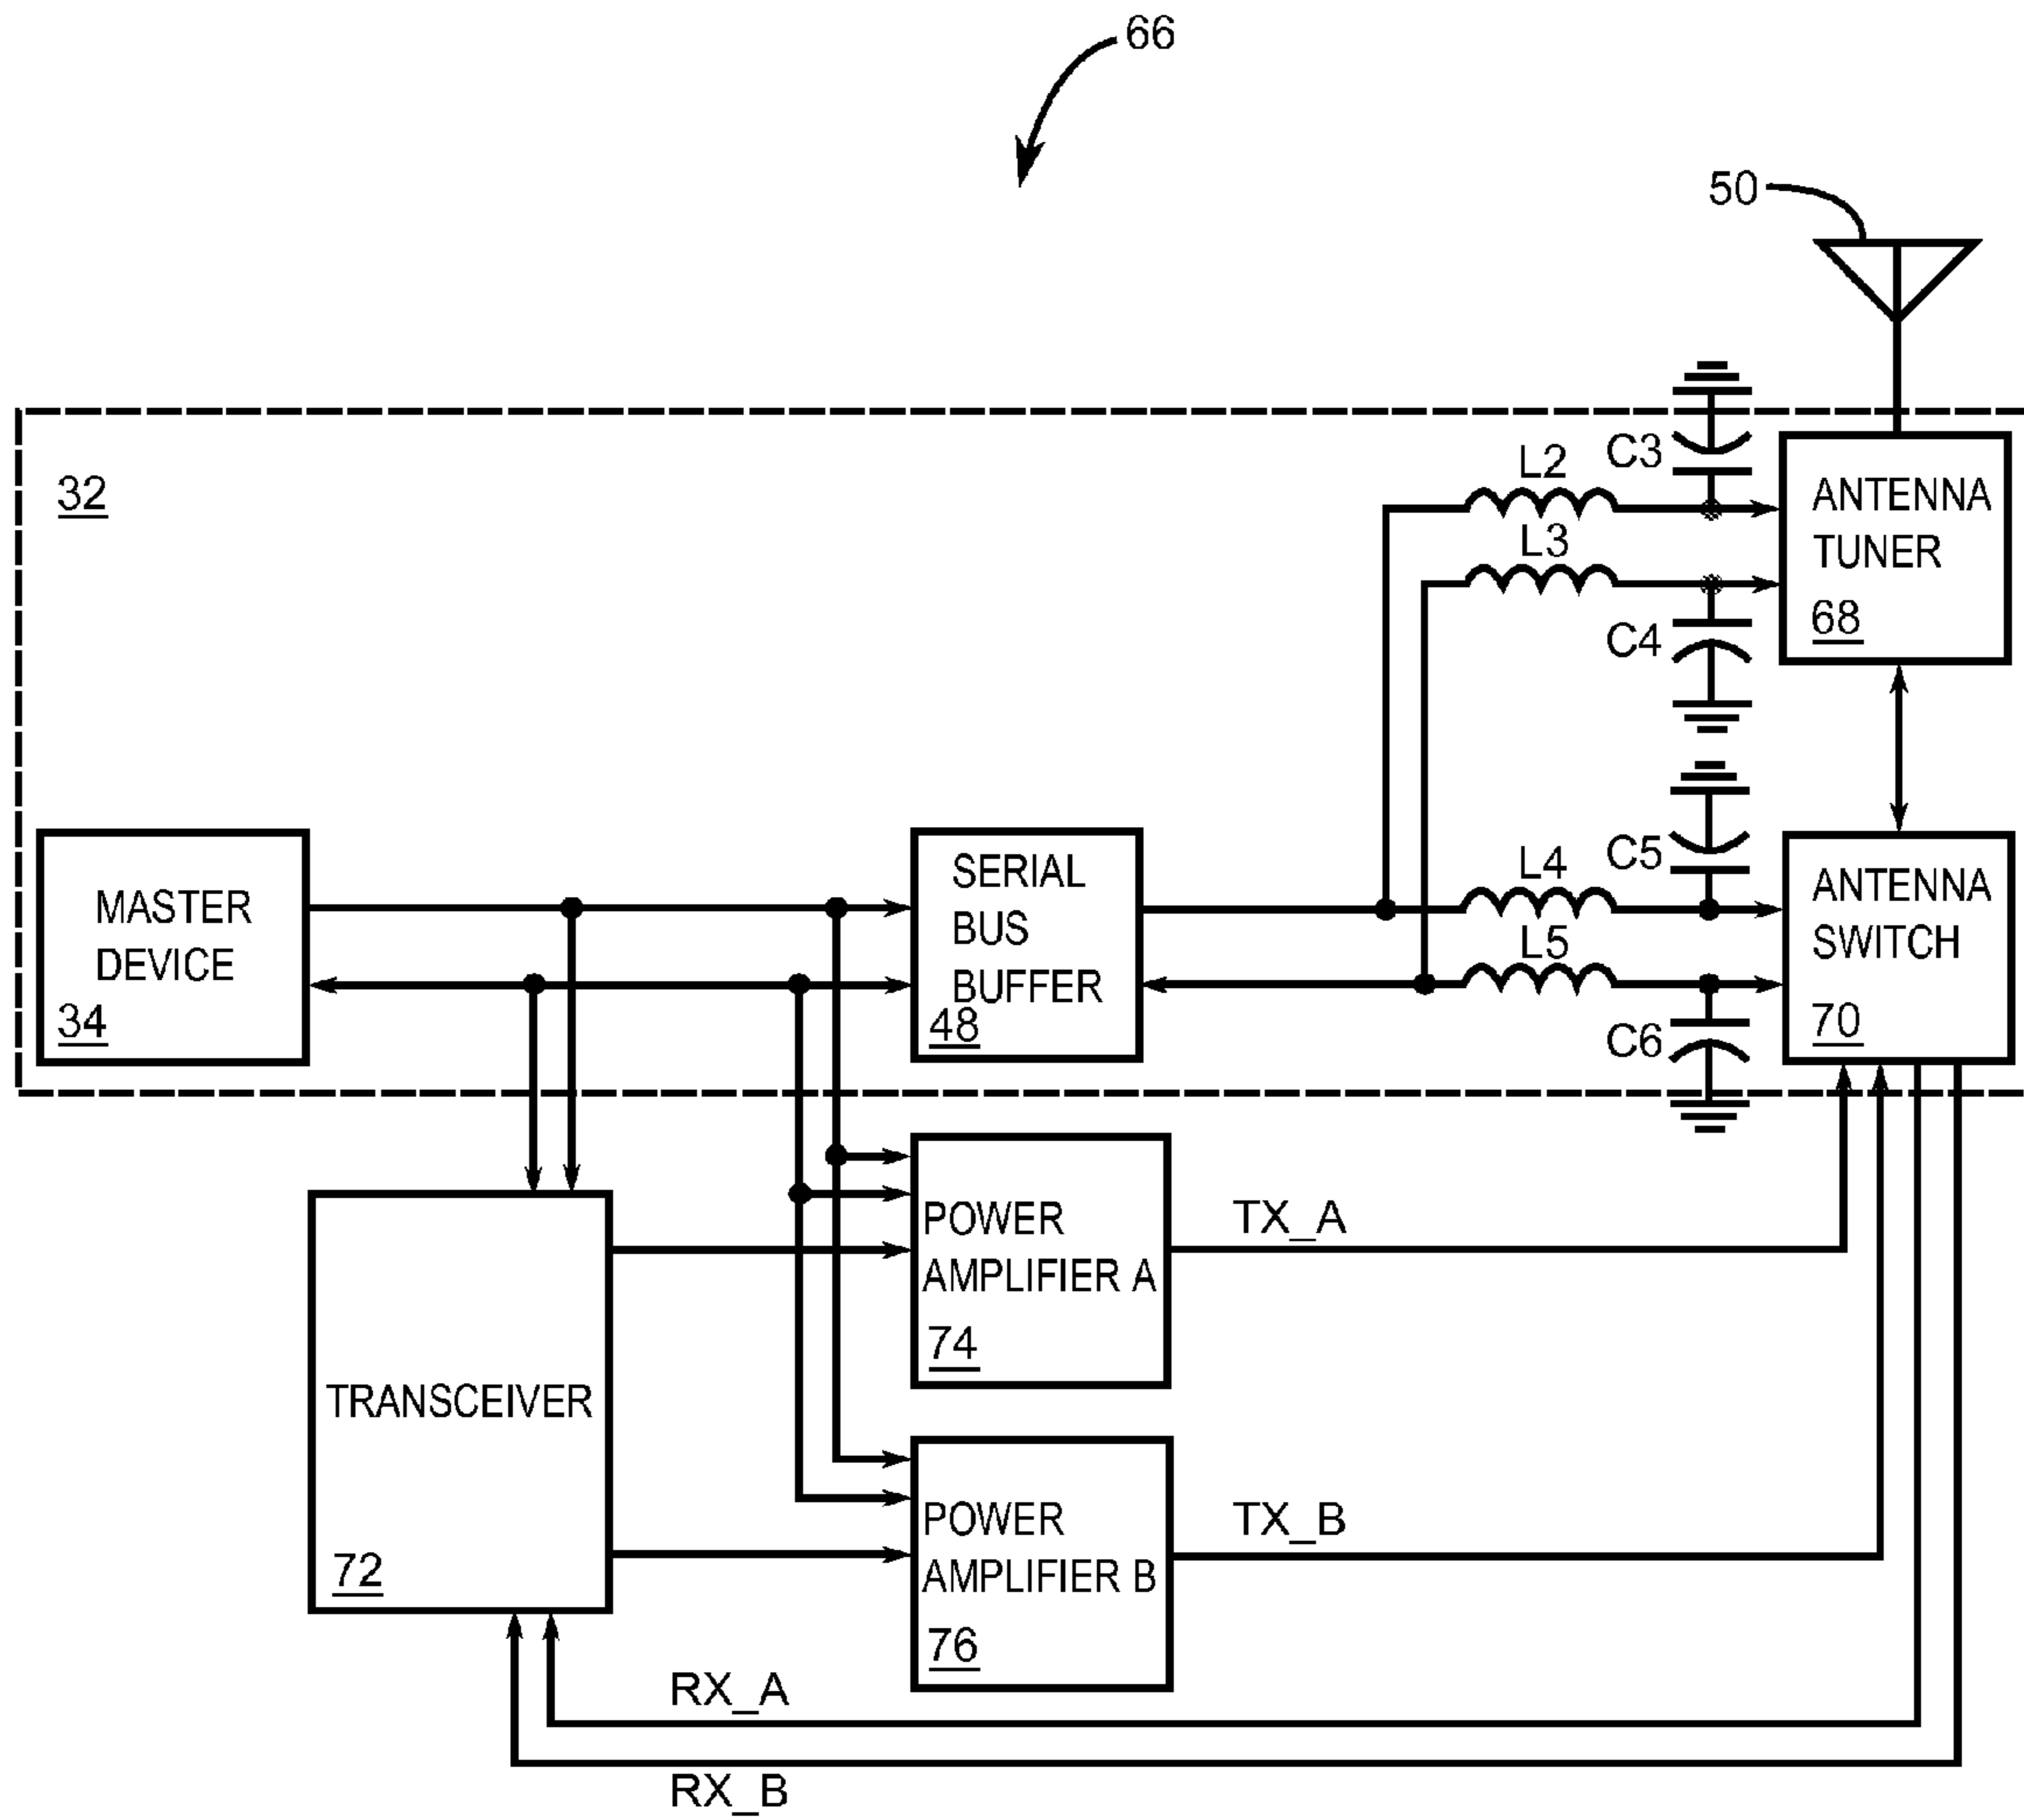 66
50
32
L2
C3
L3
C4
ANTENNA
TUNER
68
MASTER
DEVICE
34
SERIAL
BUS
BUFFER
48
L4
C5
L5
C6
ANTENNA
SWITCH
70
TRANSCEIVER
72
POWER
AMPLIFIER A
74
TX_A
POWER
AMPLIFIER B
76
TX_B
RX_A
RX_B